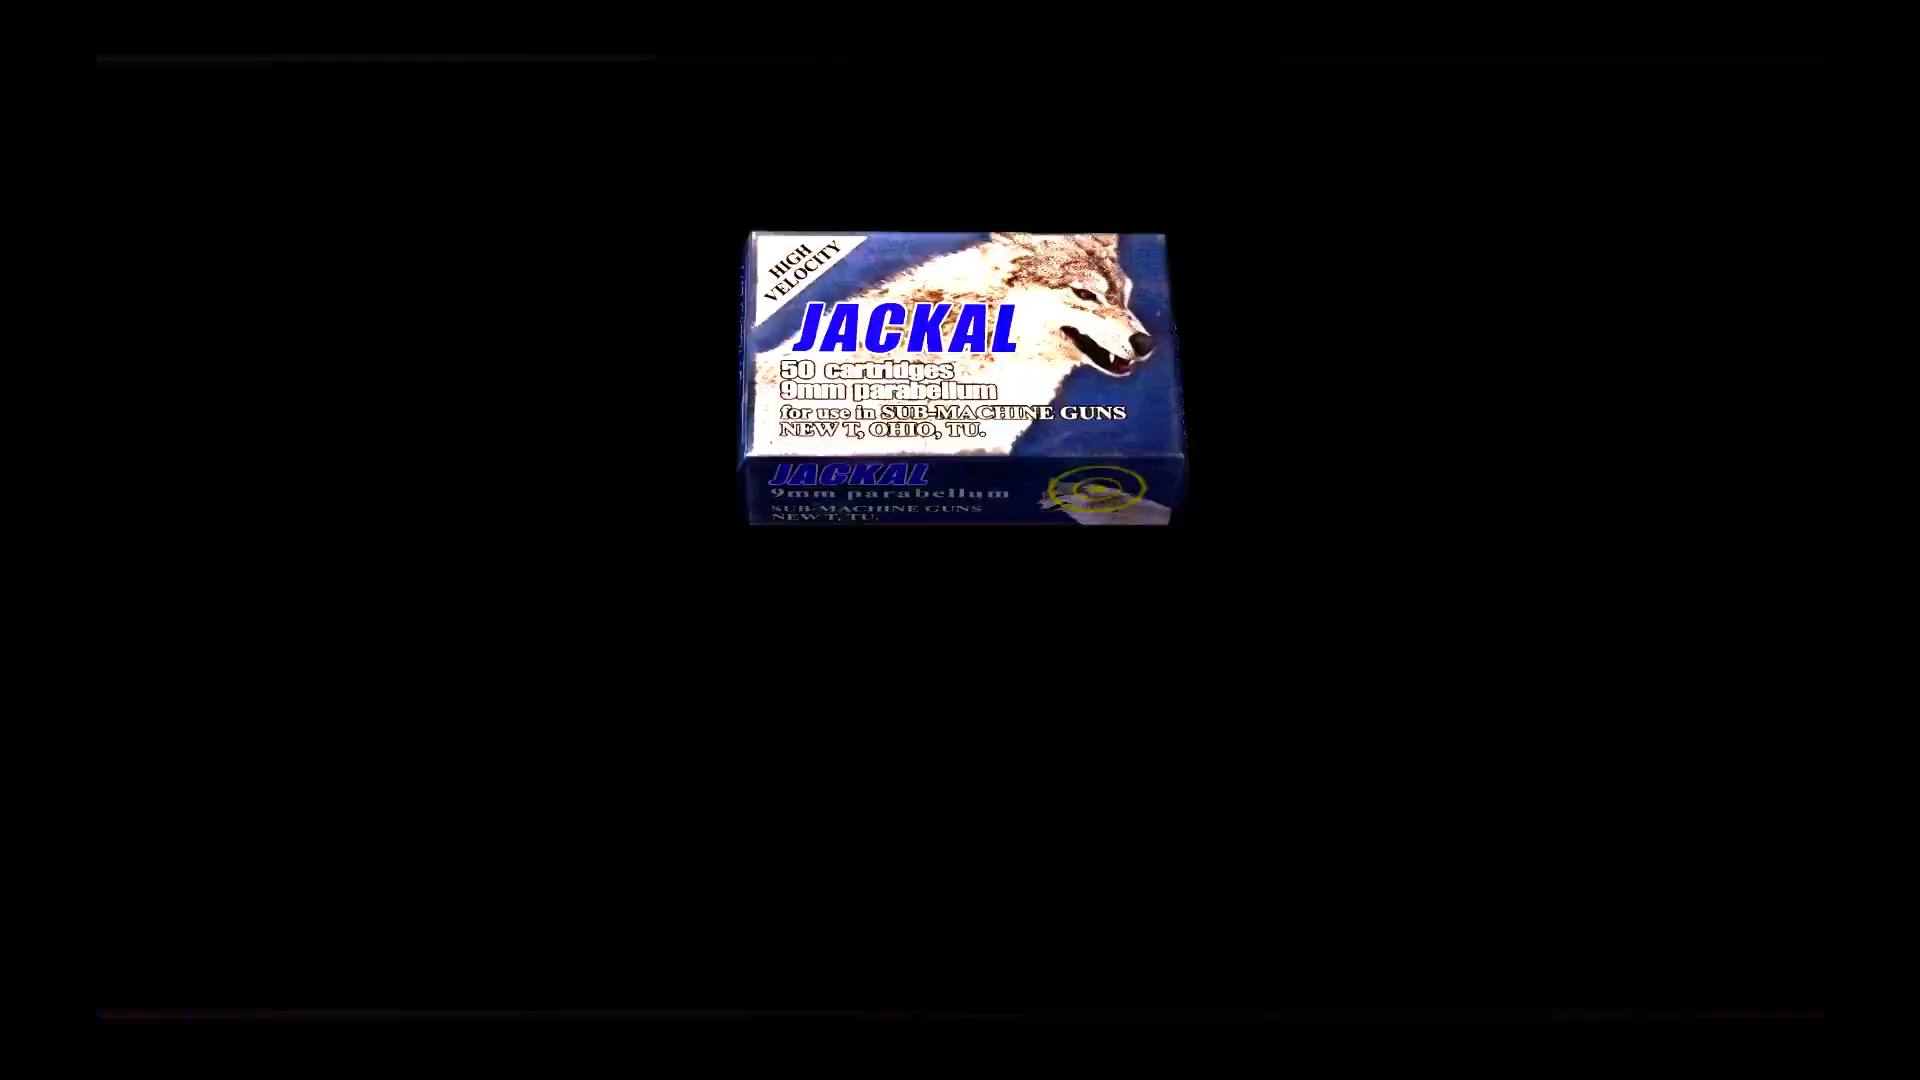 HIGH
VELOCITY
JACKAL
50 cartridges
9mm parabellum
for use in SUB-MACHINE GUNS
NEW T, OHIO, TU.
JACKAL
9mm parabellum
SUB-MACHINE GUNS
NEW T, TU.